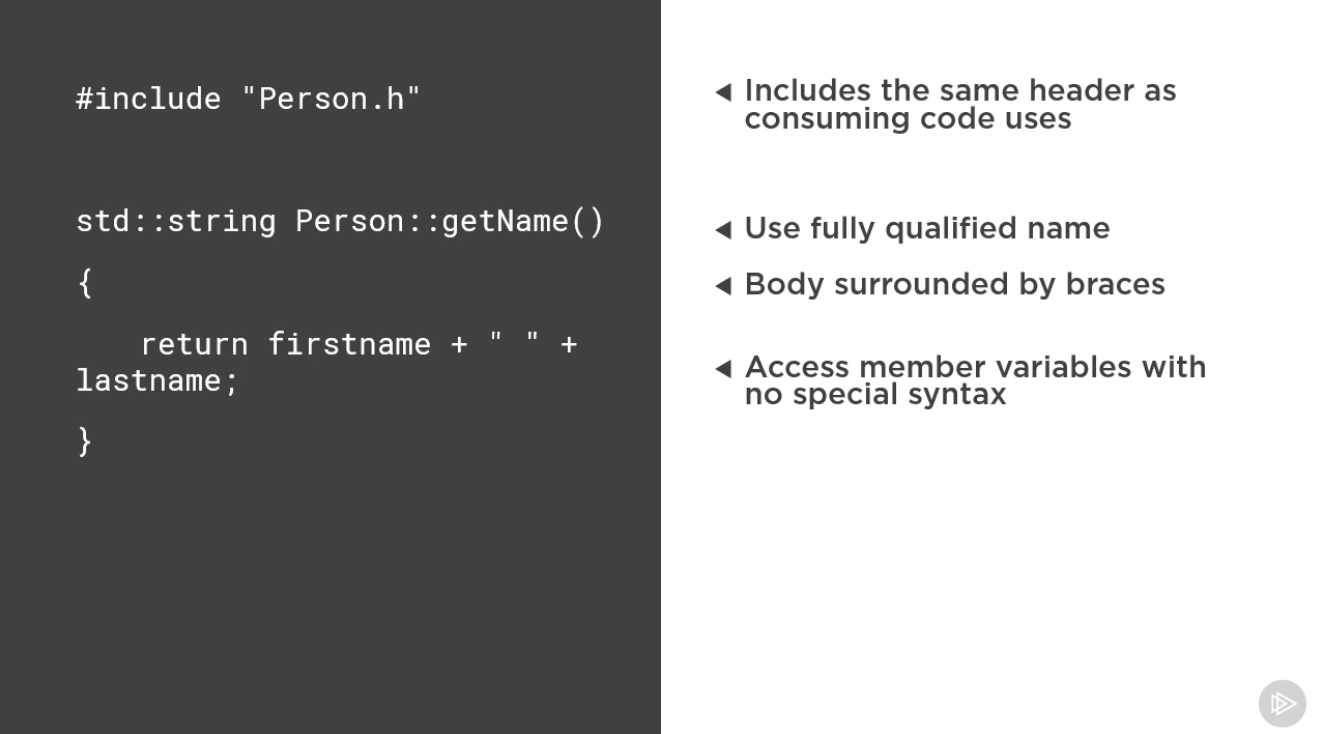 #include "Person.h"
std::string Person::getName()
{
return firstname + " " +
lastname;
}
Includes the same header as
consuming code uses
Use fully qualified name
Body surrounded by braces
Access member variables with
no special syntax